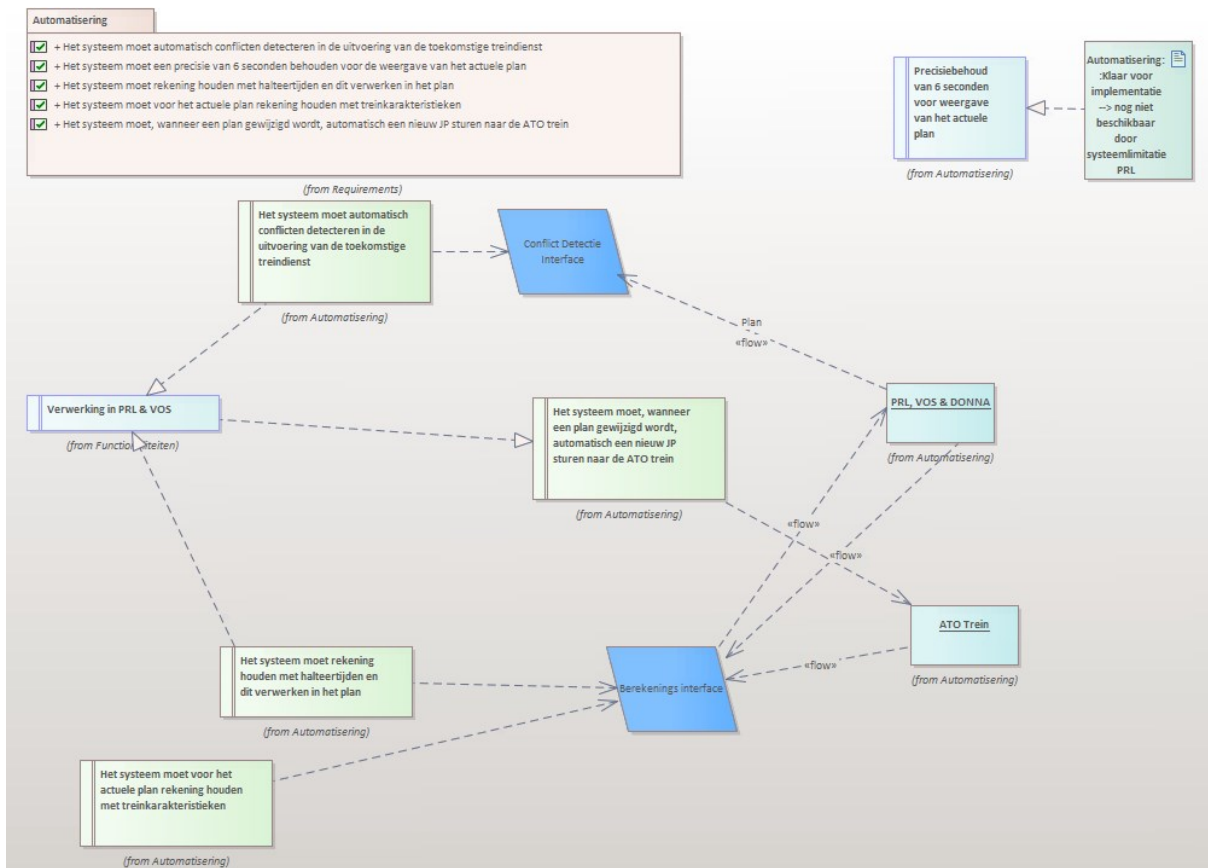 Automatisering
+ Het systeem moet automatisch conflicten detecteren in de uitvoering van de toekomstige treindienst
+ Het systeem moet een precisie van 6 seconden behouden voor de weergave van het actuele plan
+ Het systeem moet rekening houden met halteertijden en dit verwerken in het plan
+ Het systeem moet voor het actuele plan rekening houden met treinkarakteristieken
+ Het systeem moet, wanneer een plan gewijzigd wordt, automatisch een nieuw JP sturen naar de ATO trein
(from Requirements)
Precisiebehoud
van 6 seconden
voor weergave
van het actuele
plan
(from Automatisering)
Automatisering:
:Klaar voor
implementatie
--> nog niet
beschikbaar
door
systeemlimitatie
PRL
Het systeem moet automatisch
conflicten detecteren in de
uitvoering van de toekomstige
treindienst
(from Automatisering)
Conflict Detectie
Interface
Plan
«flow»
Verwerking in PRL & VOS
(from Functionaliteiten)
Het systeem moet, wanneer
een plan gewijzigd wordt,
automatisch een nieuw JP
sturen naar de ATO trein
(from Automatisering)
PRL, VOS & DONNA
(from Automatisering)
«flow»
«flow»
ATO Trein
(from Automatisering)
«flow»
Het systeem moet rekening
houden met halteertijden en
dit verwerken in het plan
(from Automatisering)
Berekenings interface
Het systeem moet voor het
actuele plan rekening houden
met treinkarakteristieken
(from Automatisering)